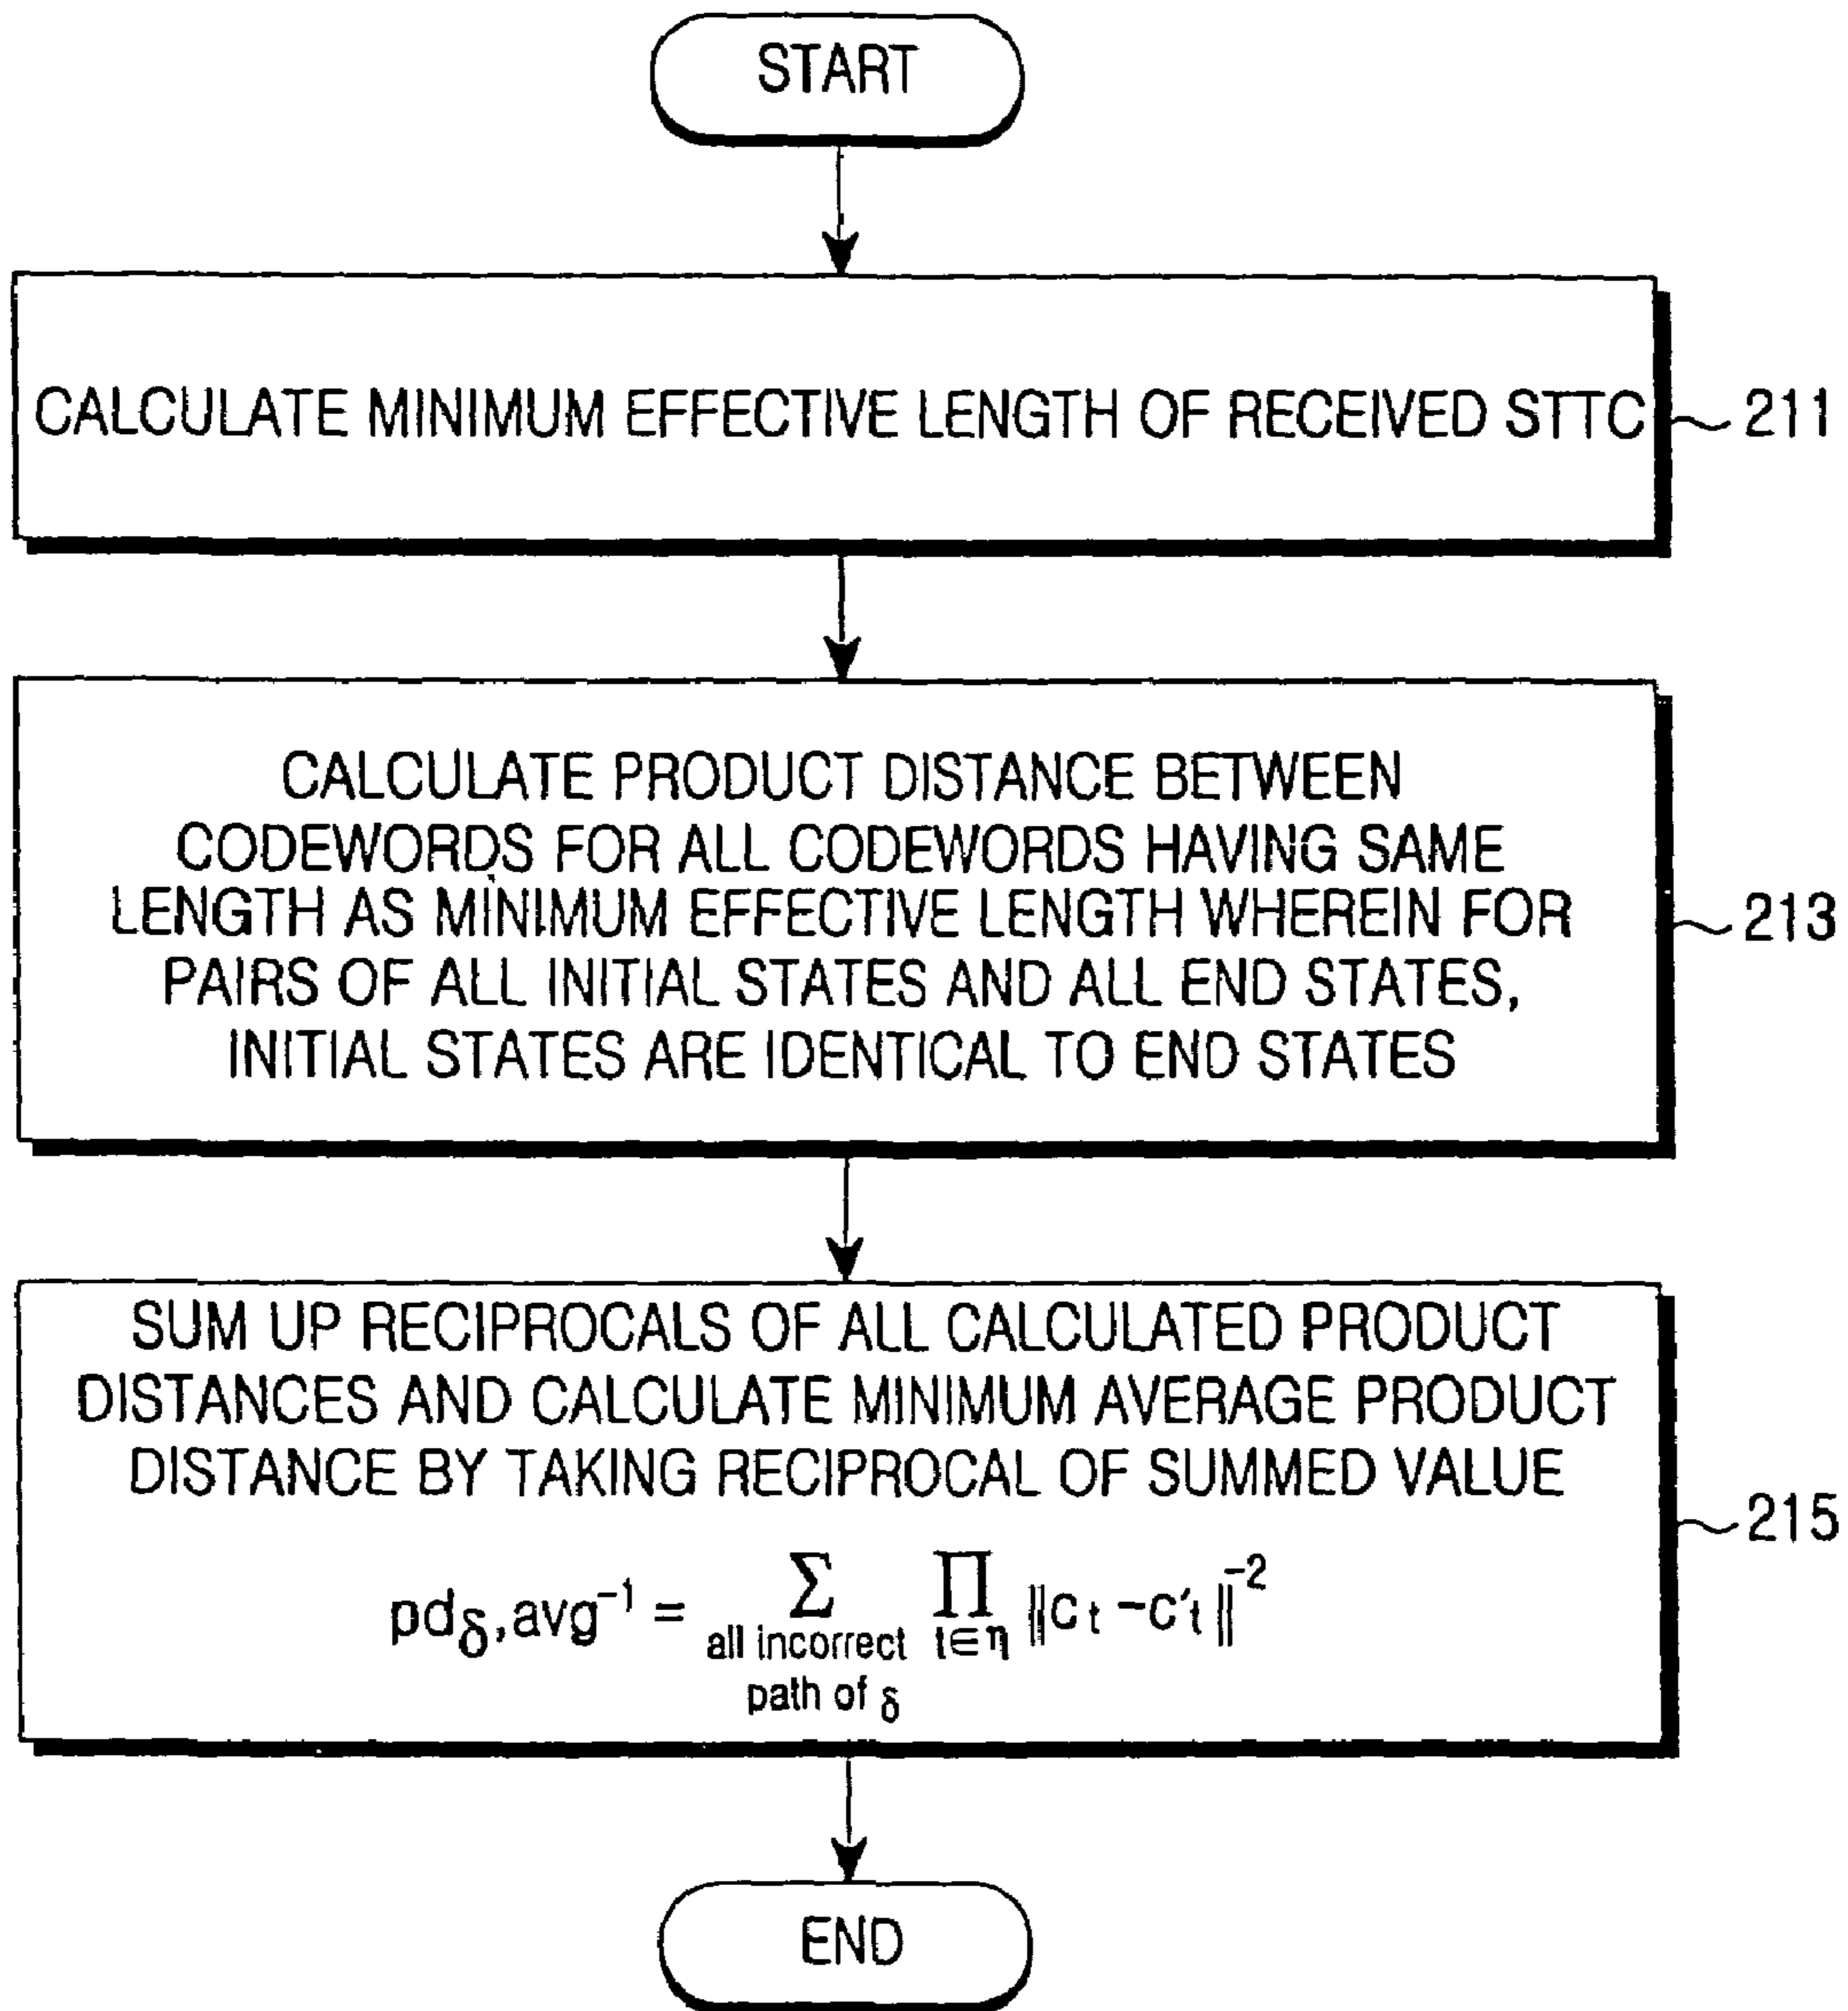 START
CALCULATE MINIMUM EFFECTIVE LENGTH OF RECEIVED STTC
211
CALCULATE PRODUCT DISTANCE BETWEEN
CODEWORDS FOR ALL CODEWORDS HAVING SAME
LENGTH AS MINIMUM EFFECTIVE LENGTH WHEREIN FOR
PAIRS OF ALL INITIAL STATES AND ALL END STATES,
INITIAL STATES ARE IDENTICAL TO END STATES
213
SUM UP RECIPROCALS OF ALL CALCULATED PRODUCT
DISTANCES AND CALCULATE MINIMUM AVERAGE PRODUCT
DISTANCE BY TAKING RECIPROCAL OF SUMMED VALUE
pd_δ,avg⁻¹ = Σ Π ‖c_t − c′_t‖⁻²
all incorrect t∈η
path of δ
215
END